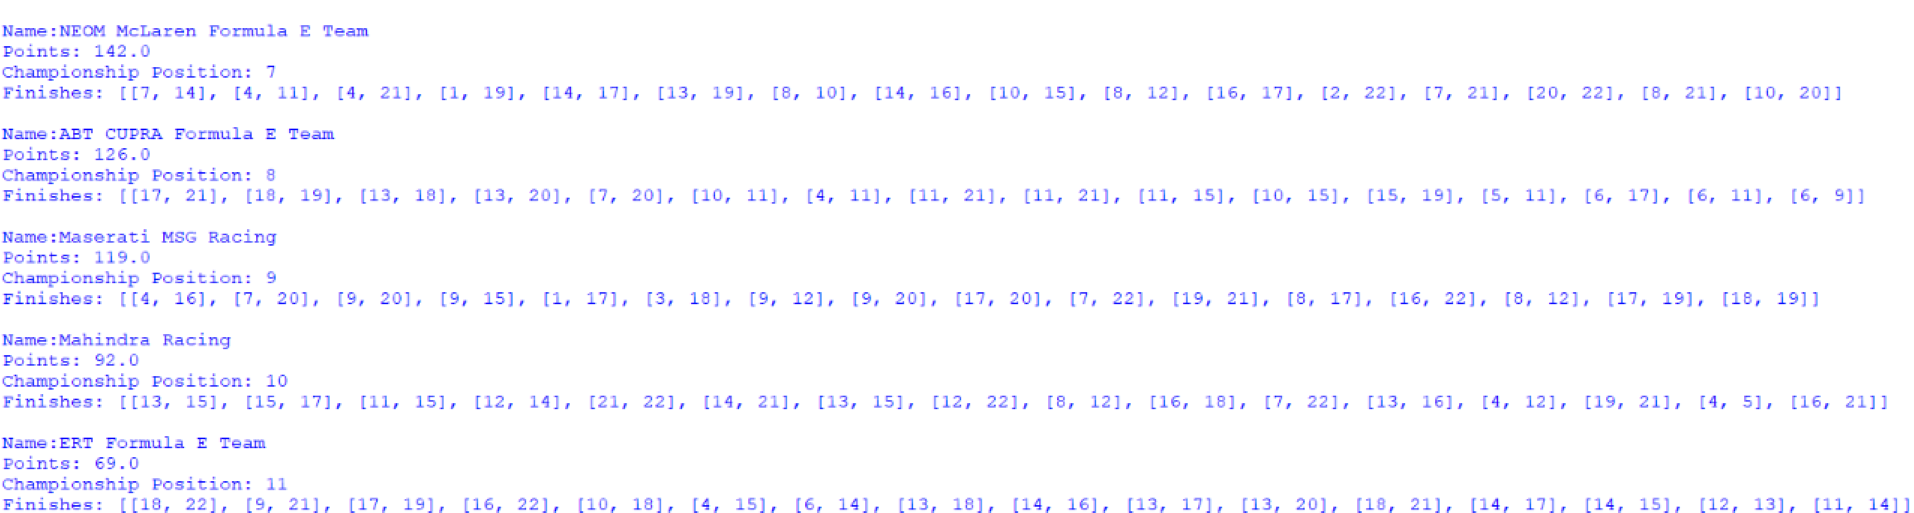 Name:NEOM McLaren Formula E Team
Points: 142.0
Championship Position: 7
Finishes: [[7, 14], [4, 11], [4, 21], [1, 19], [14, 17], [13, 19], [8, 10], [14, 16], [10, 15], [8, 12], [16, 17], [2, 22], [7, 21], [20, 22], [8, 21], [10, 20]]
Name:ABT CUPRA Formula E Team
Points: 126.0
Championship Position: 8
Finishes: [[17, 21], [18, 19], [13, 18], [13, 20], [7, 20], [10, 11], [4, 11], [11, 21], [11, 21], [11, 15], [10, 15], [15, 19], [5, 11], [6, 17], [6, 11], [6, 9]]
Name:Maserati MSG Racing
Points: 119.0
Championship Position: 9
Finishes: [[4, 16], [7, 20], [9, 20], [9, 15], [1, 17], [3, 18], [9, 12], [9, 20], [17, 20], [7, 22], [19, 21], [8, 17], [16, 22], [8, 12], [17, 19], [18, 19]]
Name:Mahindra Racing
Points: 92.0
Championship Position: 10
Finishes: [[13, 15], [15, 17], [11, 15], [12, 14], [21, 22], [14, 21], [13, 15], [12, 22], [8, 12], [16, 18], [7, 22], [13, 16], [4, 12], [19, 21], [4, 5], [16, 21]]
Name:ERT Formula E Team
Points: 69.0
Championship Position: 11
Finishes: [[18, 22], [9, 21], [17, 19], [16, 22], [10, 18], [4, 15], [6, 14], [13, 18], [14, 16], [13, 17], [13, 20], [18, 21], [14, 17], [14, 15], [12, 13], [11, 14]]